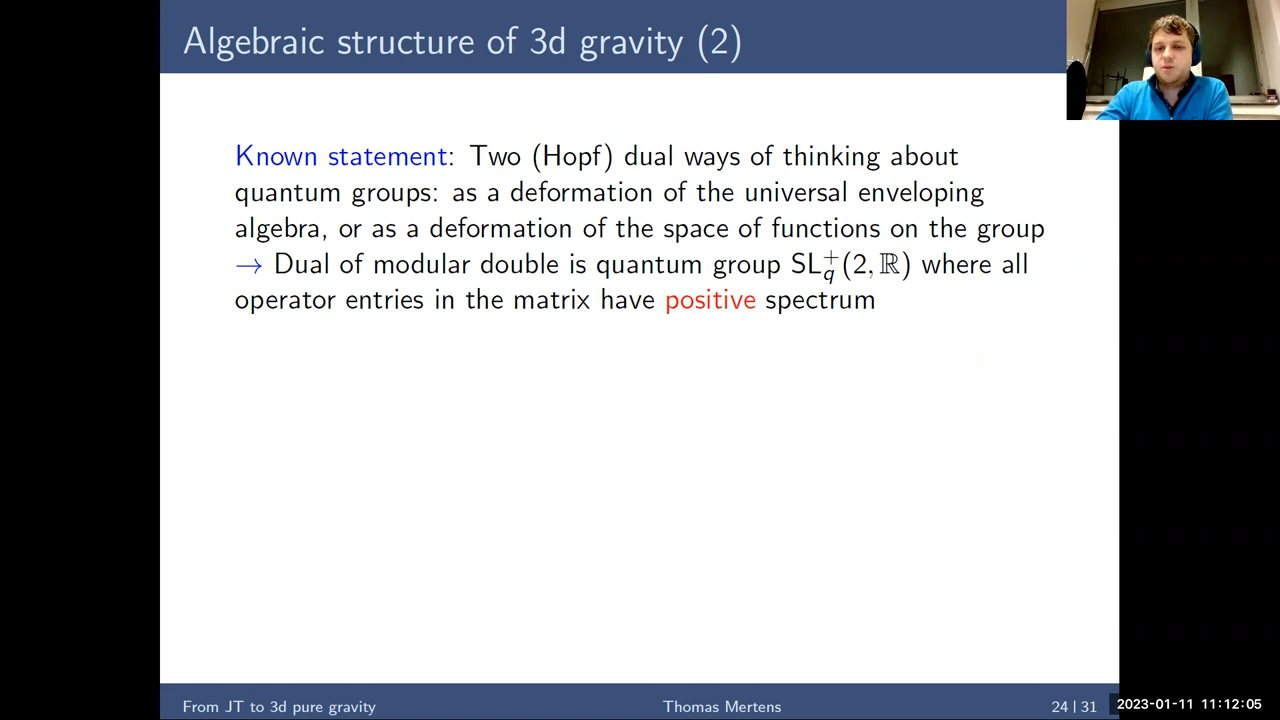 Algebraic structure of 3d gravity (2)
Known statement: Two (Hopf) dual ways of thinking about
quantum groups: as a deformation of the universal enveloping
algebra, or as a deformation of the space of functions on the group
→ Dual of modular double is quantum group SL⁺_q(2, ℝ) where all
operator entries in the matrix have positive spectrum
From JT to 3d pure gravity
Thomas Mertens
24 | 31
2023-01-11 11:12:05